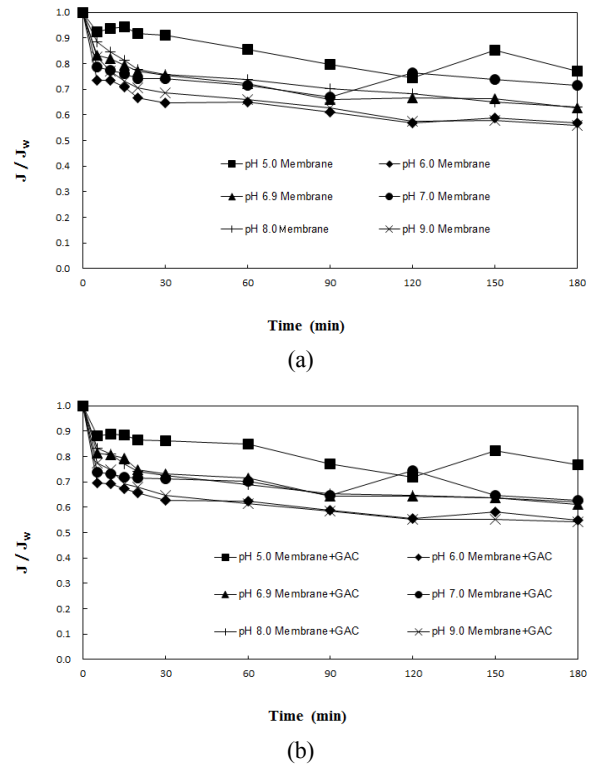 1.0
0.9
0.8
0.7
0.6
0.5
0.4
0.3
0.2
0.1
0.0
J / Jw
pH 5.0 Membrane
pH 6.0 Membrane
pH 6.9 Membrane
pH 7.0 Membrane
pH 8.0 Membrane
pH 9.0 Membrane
0 30 60 90 120 150 180
Time (min)
(a)
1.0
0.9
0.8
0.7
0.6
0.5
0.4
0.3
0.2
0.1
0.0
J / Jw
pH 5.0 Membrane+GAC
pH 6.0 Membrane+GAC
pH 6.9 Membrane+GAC
pH 7.0 Membrane+GAC
pH 8.0 Membrane+GAC
pH 9.0 Membrane+GAC
0 30 60 90 120 150 180
Time (min)
(b)